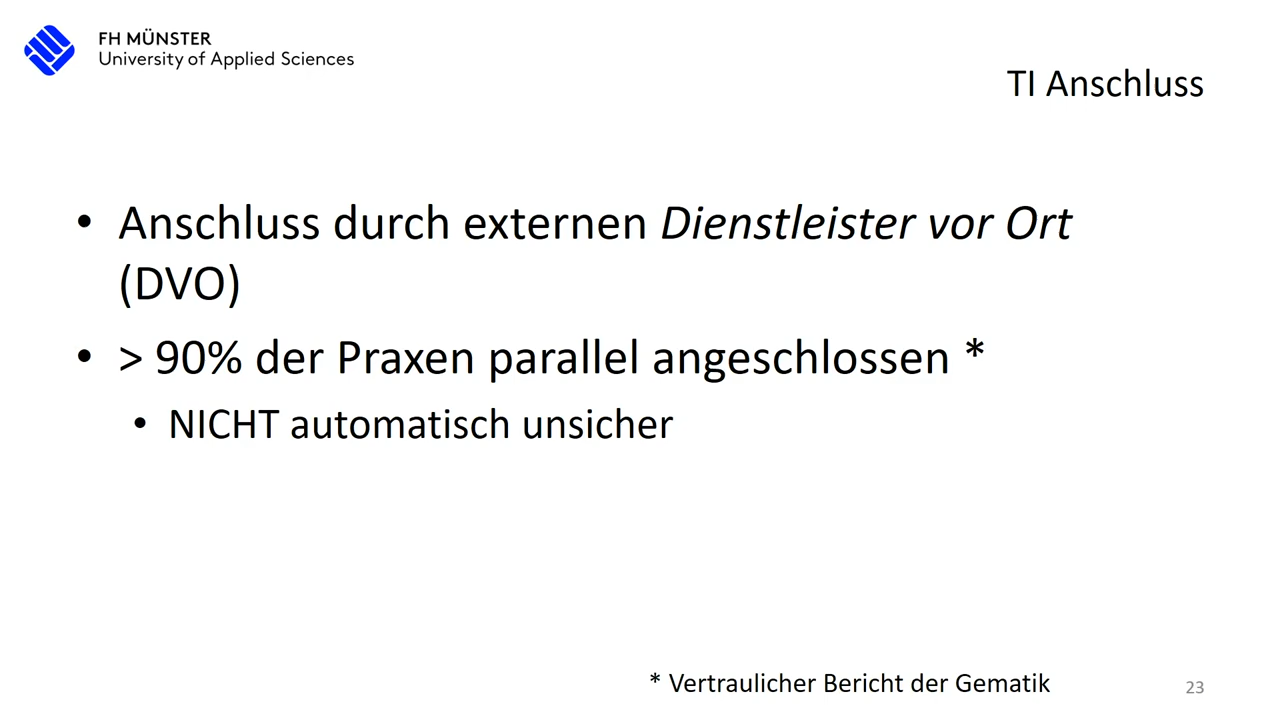 FH MÜNSTER
University of Applied Sciences
TI Anschluss
• Anschluss durch externen Dienstleister vor Ort
(DVO)
• > 90% der Praxen parallel angeschlossen *
• NICHT automatisch unsicher
* Vertraulicher Bericht der Gematik
23